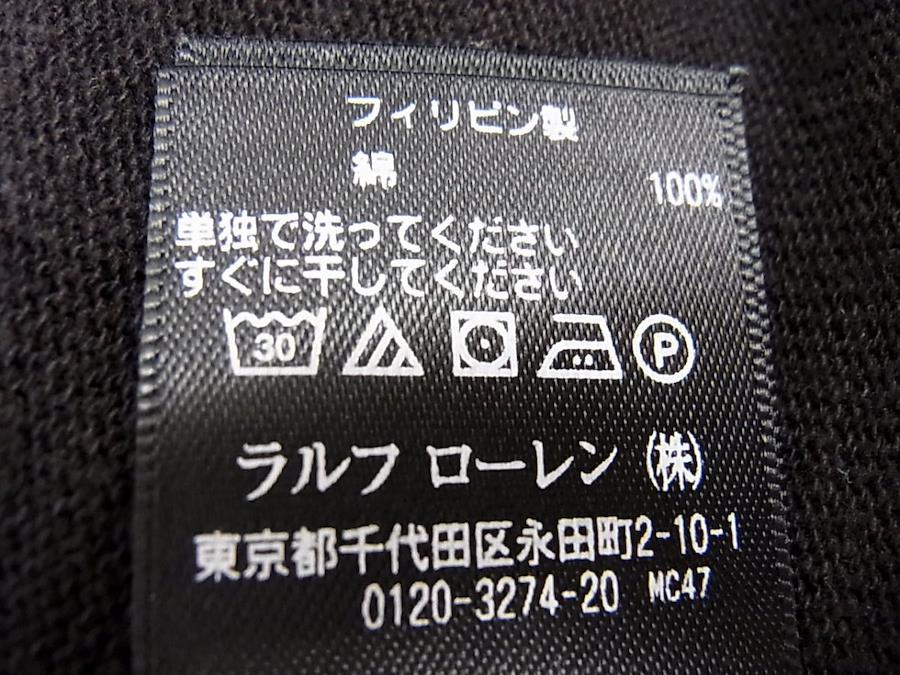 フィリピン製
綿 100%
単独で洗ってください
すぐに干してください
30 P
ラルフ ローレン (株)
東京都千代田区永田町2-10-1
0120-3274-20 MC47